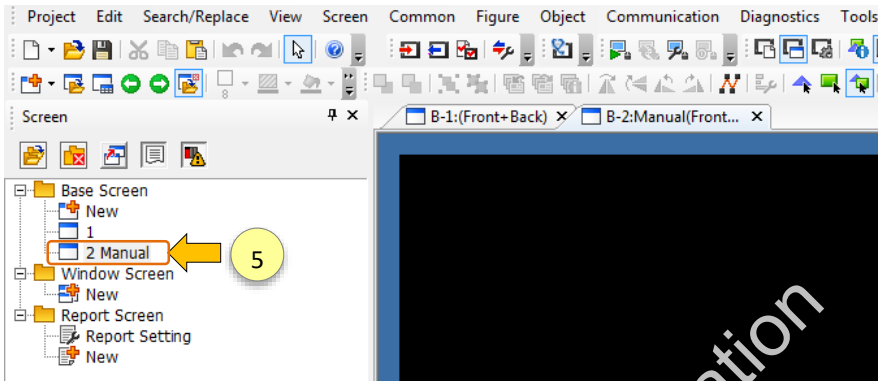 Project Edit Search/Replace View Screen Common Figure Object Communication Diagnostics Tools
8
Screen
B-1:(Front+Back)
B-2:Manual(Front...
Base Screen
New
1
2 Manual
5
Window Screen
New
Report Screen
Report Setting
New
ation